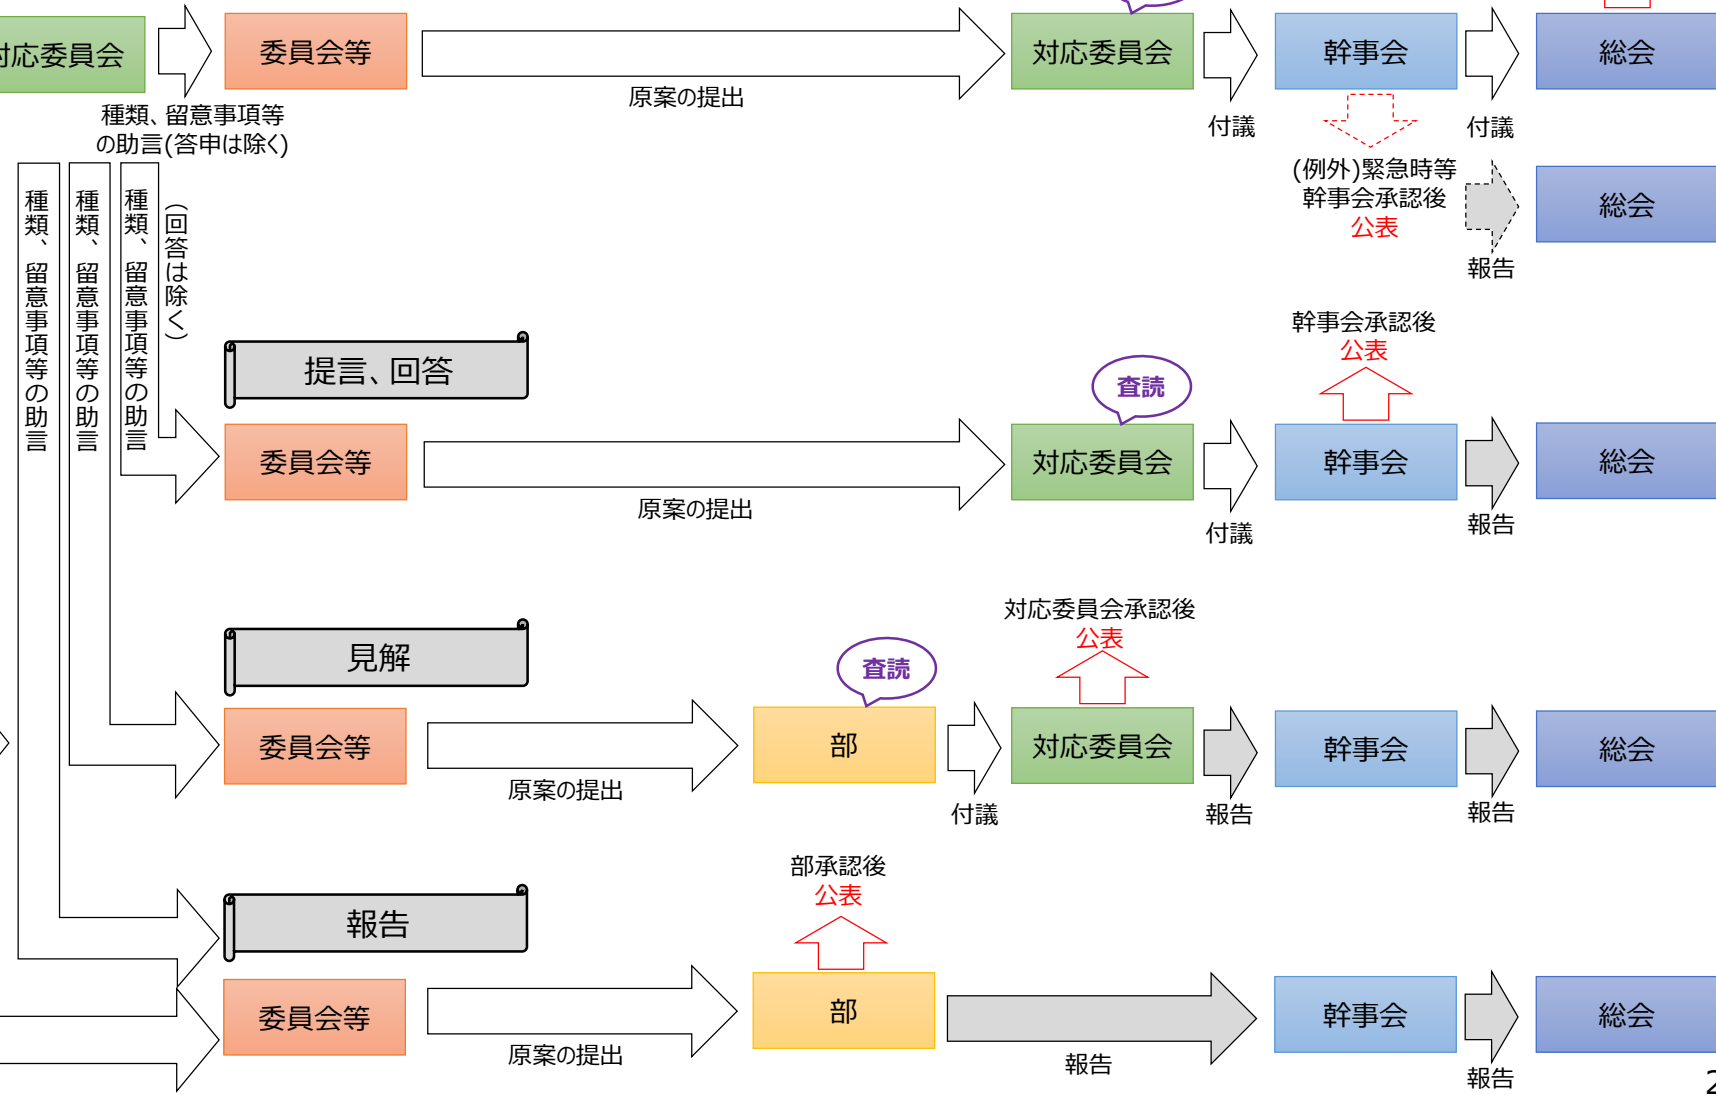 対応委員会
委員会等
対応委員会
幹事会
総会
種類、留意事項等
の助言(答申は除く)
原案の提出
付議
付議
(例外)緊急時等
幹事会承認後
公表
総会
報告
種類、留意事項等の助言
種類、留意事項等の助言
種類、留意事項等の助言
(回答は除く)
提言、回答
査読
幹事会承認後
公表
委員会等
対応委員会
幹事会
総会
原案の提出
付議
報告
見解
査読
対応委員会承認後
公表
委員会等
部
対応委員会
幹事会
総会
原案の提出
付議
報告
報告
報告
部承認後
公表
委員会等
部
幹事会
総会
原案の提出
報告
報告
2